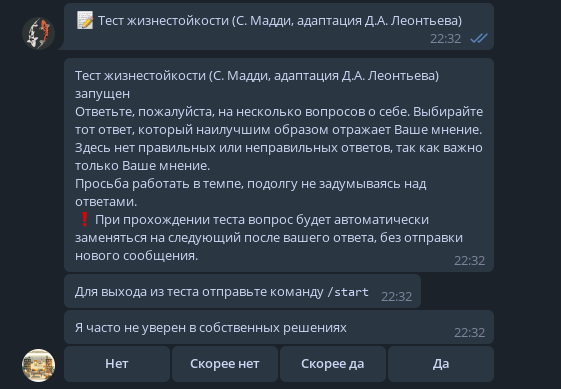 📝 Тест жизнестойкости (С. Мадди, адаптация Д.А. Леонтьева)
22:32
Тест жизнестойкости (С. Мадди, адаптация Д.А. Леонтьева)
запущен
Ответьте, пожалуйста, на несколько вопросов о себе. Выбирайте
тот ответ, который наилучшим образом отражает Ваше мнение.
Здесь нет правильных или неправильных ответов, так как важно
только Ваше мнение.
Просьба работать в темпе, подолгу не задумываясь над
ответами.
❗ При прохождении теста вопрос будет автоматически
заменяться на следующий после вашего ответа, без отправки
нового сообщения.
22:32
Для выхода из теста отправьте команду /start 22:32
Я часто не уверен в собственных решениях 22:32
Нет Скорее нет Скорее да Да